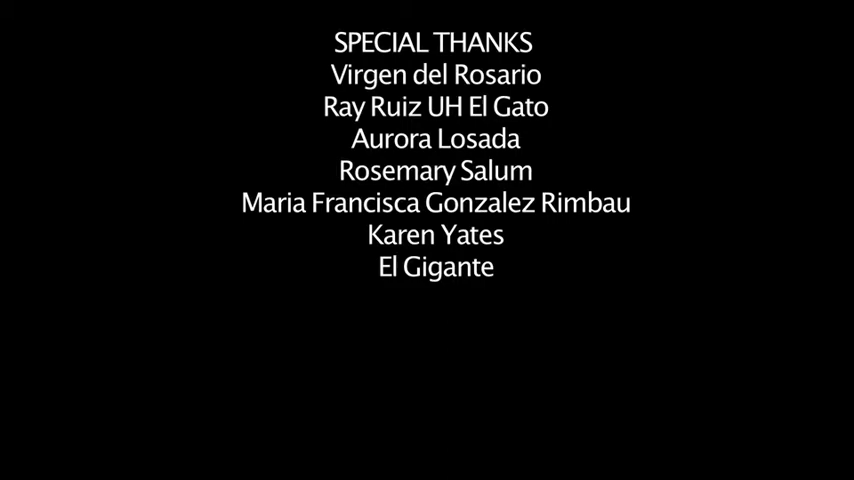 SPECIAL THANKS
Virgen del Rosario
Ray Ruiz UH El Gato
Aurora Losada
Rosemary Salum
Maria Francisca Gonzalez Rimbau
Karen Yates
El Gigante